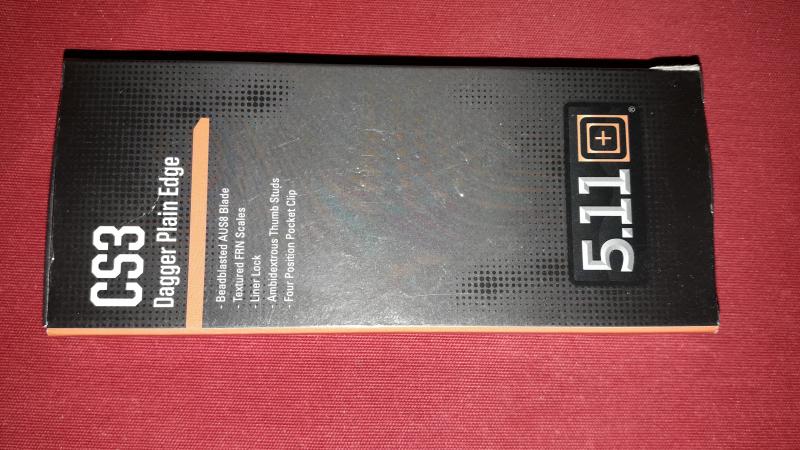 CS3
Dagger Plain Edge
- Beadblasted AUS8 Blade
- Textured FRN Scales
- Liner Lock
- Ambidextrous Thumb Studs
- Four Position Pocket Clip
5.11®